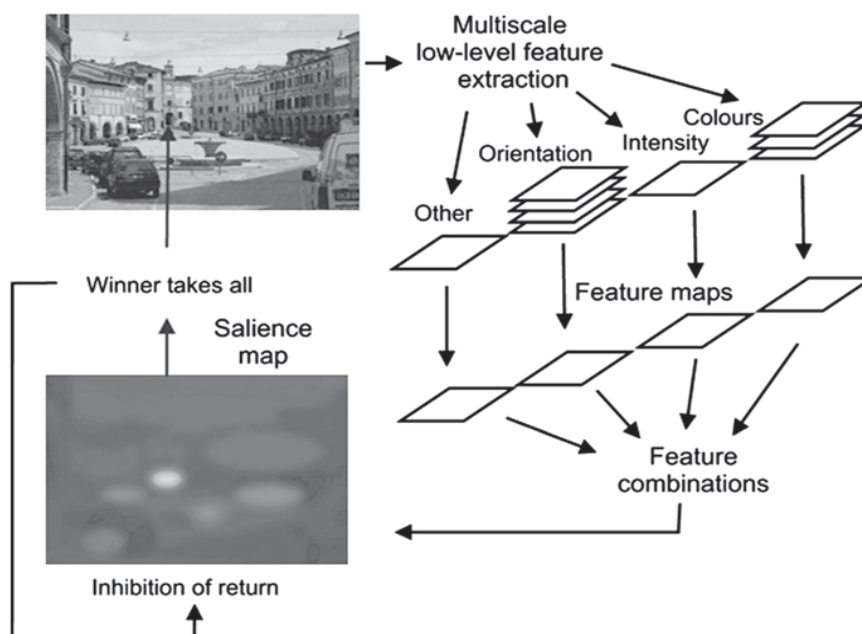 Multiscale
low-level feature
extraction
Colours
Intensity
Orientation
Other
Feature maps
Winner takes all
Salience
map
Feature
combinations
Inhibition of return